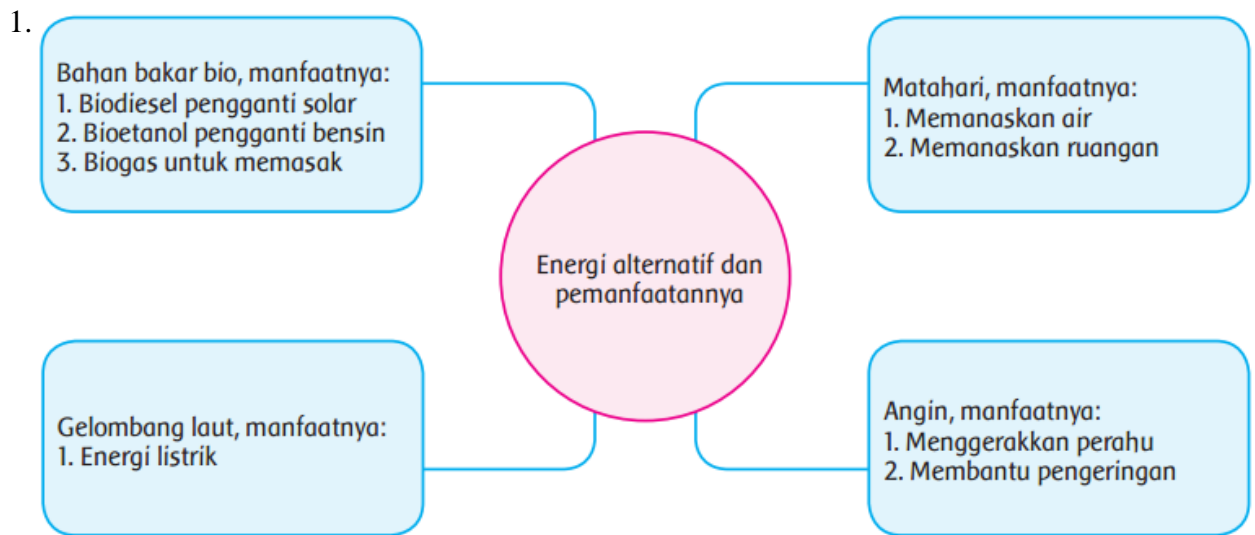 1.
Bahan bakar bio, manfaatnya:
1. Biodiesel pengganti solar
2. Bioetanol pengganti bensin
3. Biogas untuk memasak
Matahari, manfaatnya:
1. Memanaskan air
2. Memanaskan ruangan
Energi alternatif dan
pemanfaatannya
Gelombang laut, manfaatnya:
1. Energi listrik
Angin, manfaatnya:
1. Menggerakkan perahu
2. Membantu pengeringan